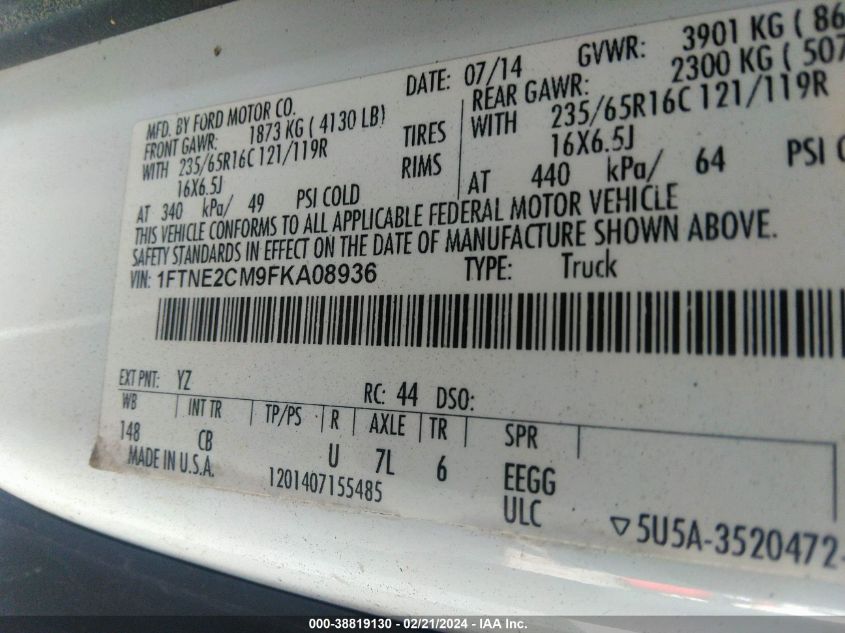 MFD. BY FORD MOTOR CO. DATE: 07/14 GVWR: 3901 KG ( 86
FRONT GAWR: 1873 KG ( 4130 LB) REAR GAWR: 2300 KG ( 507
WITH 235/65R16C 121/119R TIRES WITH 235/65R16C 121/119R
16X6.5J RIMS 16X6.5J
AT 340 kPa/ 49 PSI COLD AT 440 kPa/ 64 PSI C
THIS VEHICLE CONFORMS TO ALL APPLICABLE FEDERAL MOTOR VEHICLE
SAFETY STANDARDS IN EFFECT ON THE DATE OF MANUFACTURE SHOWN ABOVE.
VIN: 1FTNE2CM9FKA08936 TYPE: Truck
EXT PNT: YZ RC: 44 DSO:
WB INT TR TP/PS R AXLE TR SPR
148 CB U 7L 6 EEGG
MADE IN U.S.A. 1201407155485 ULC
▽5U5A-3520472-
000-38819130 - 02/21/2024 - IAAI.com - Copyright 2024 IAA, Inc.